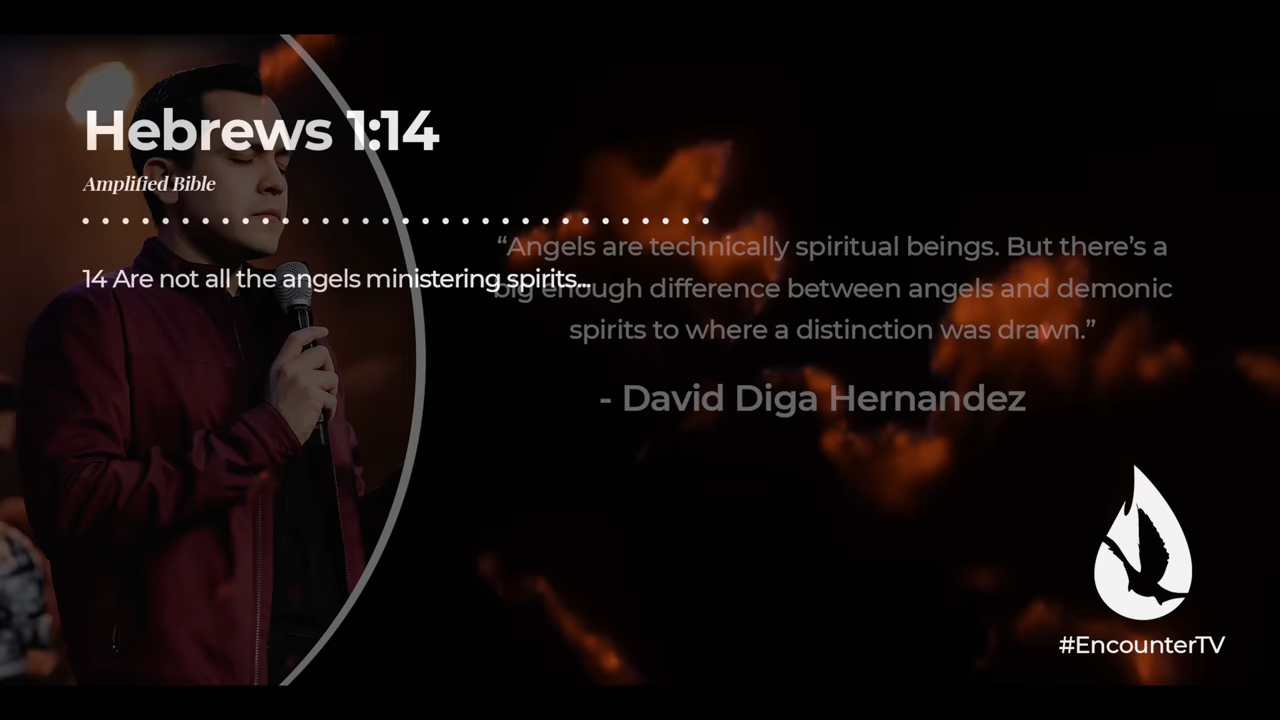 Hebrews 1:14
Amplified Bible
14 Are not all the angels ministering spirits...
“Angels are technically spiritual beings. But there’s a
big enough difference between angels and demonic
spirits to where a distinction was drawn.”
- David Diga Hernandez
#EncounterTV